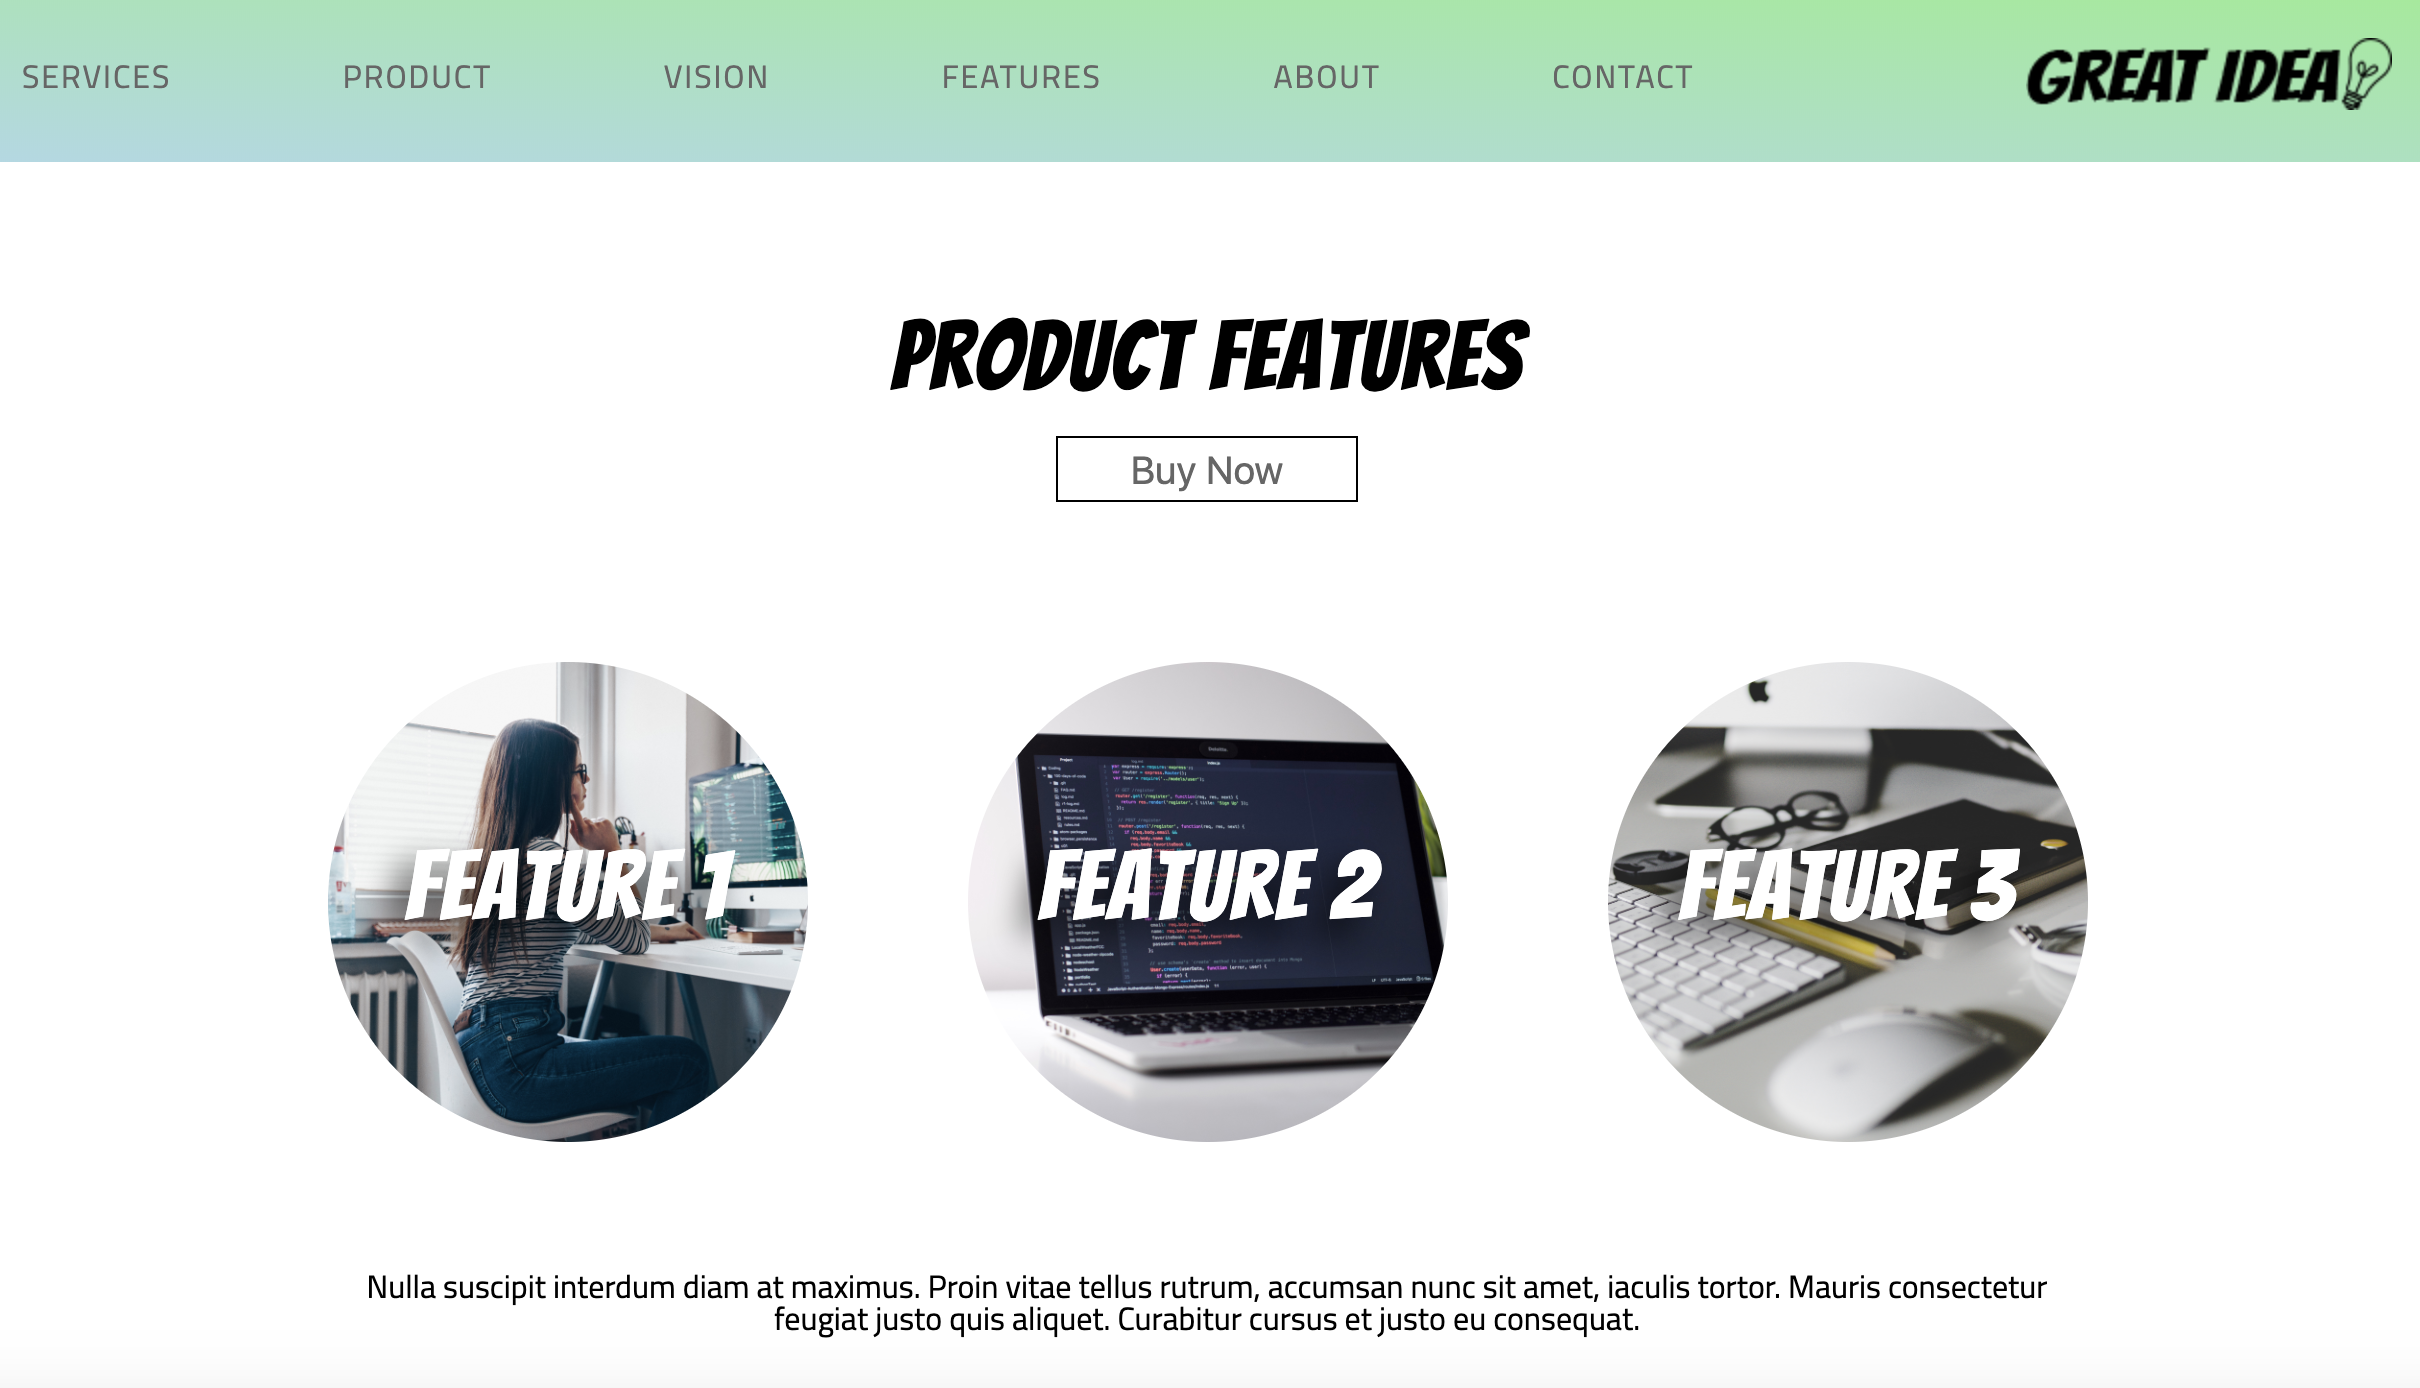 SERVICES PRODUCT VISION FEATURES ABOUT CONTACT GREAT IDEA
PRODUCT FEATURES
Buy Now
FEATURE 1 FEATURE 2 FEATURE 3
Nulla suscipit interdum diam at maximus. Proin vitae tellus rutrum, accumsan nunc sit amet, iaculis tortor. Mauris consectetur
feugiat justo quis aliquet. Curabitur cursus et justo eu consequat.